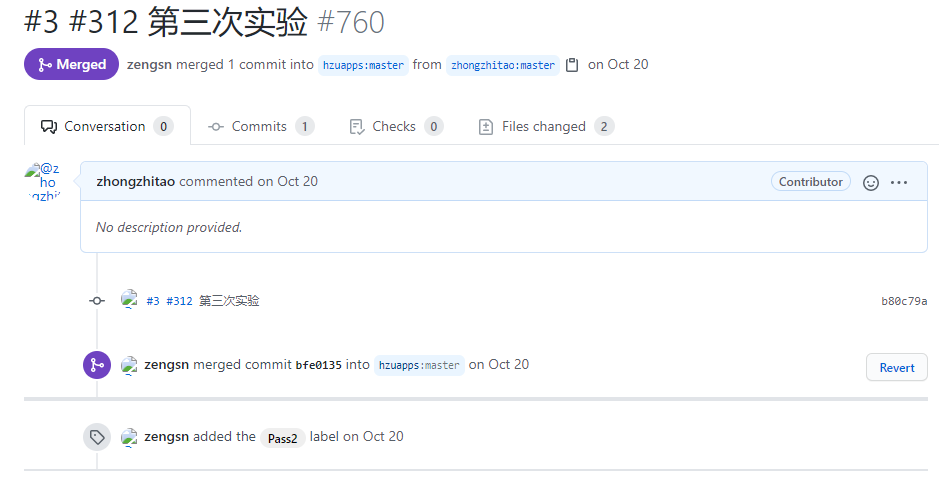 #3 #312 第三次实验 #760
Merged zengsn merged 1 commit into hzuapps:master from zhongzhitao:master on Oct 20
Conversation 0 Commits 1 Checks 0 Files changed 2
@z
ho
ngzhit
zhongzhitao commented on Oct 20 Contributor
No description provided.
#3 #312 第三次实验 b80c79a
zengsn merged commit bfe0135 into hzuapps:master on Oct 20 Revert
zengsn added the Pass2 label on Oct 20